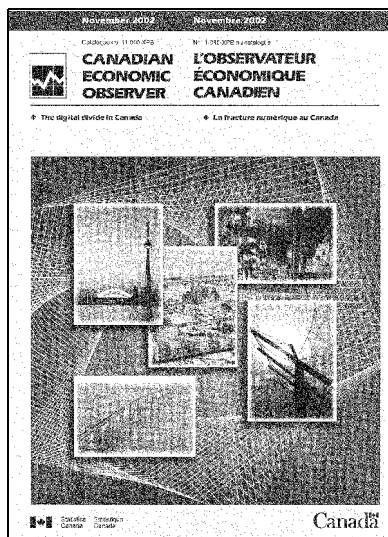 November 2002
Novembre 2002
CANADIAN
ECONOMIC
OBSERVER
L'OBSERVATEUR
ÉCONOMIQUE
CANADIEN
The digital divide in Canada
La fracture numérique au Canada
Statistics Canada
Statistique Canada
Canada